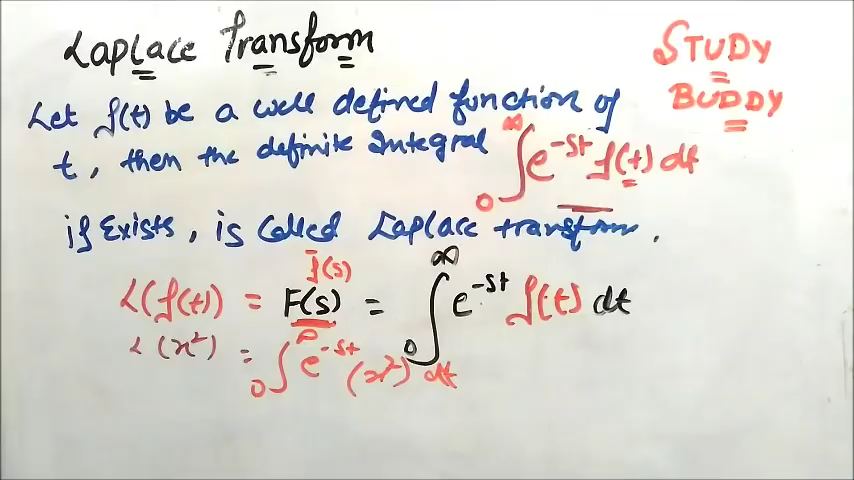 Laplace Transform
STUDY
BUDDY
Let f(t) be a well defined function of
t, then the definite Integral ∫₀^∞ e^(-st) f(t) dt
if Exists, is Called Laplace transform.
f̄(s)
L(f(t)) = F(s) = ∫₀^∞ e^(-st) f(t) dt
L(x²) = ∫₀^∞ e^(-st) (x²) dt